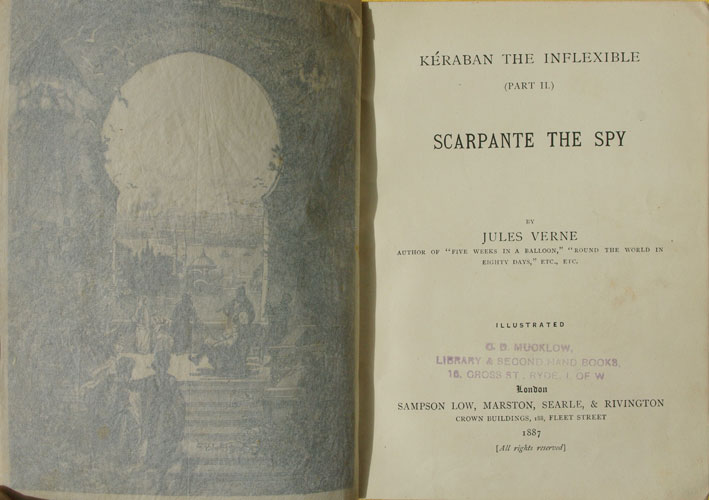 KÉRABAN THE INFLEXIBLE
(PART II.)
SCARPANTE THE SPY
BY
JULES VERNE
AUTHOR OF "FIVE WEEKS IN A BALLOON," "ROUND THE WORLD IN
EIGHTY DAYS," ETC., ETC.
ILLUSTRATED
G. B. MUCKLOW,
LIBRARY & SECOND HAND BOOKS,
16, CROSS ST., RYDE, I. OF W
London
SAMPSON LOW, MARSTON, SEARLE, & RIVINGTON
CROWN BUILDINGS, 188, FLEET STREET
1887
[All rights reserved]